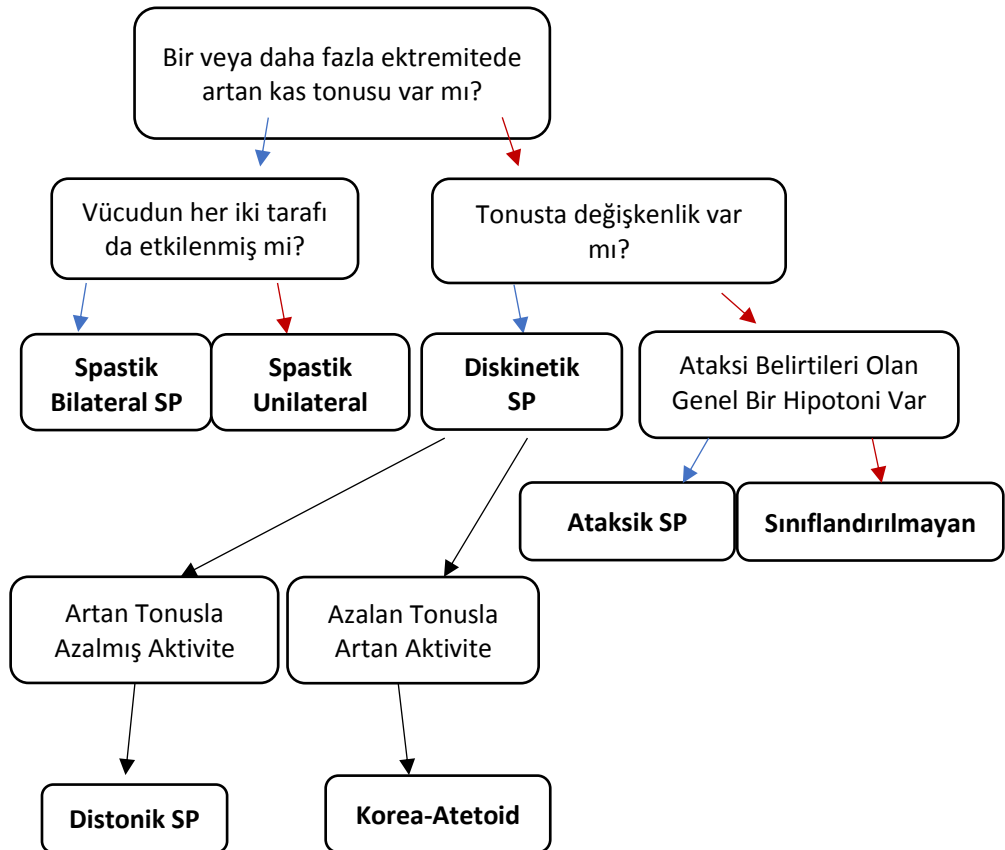 Bir veya daha fazla ektremitede
artan kas tonusu var mı?
Vücudun her iki tarafı
da etkilenmiş mi?
Tonusta değişkenlik var
mı?
Spastik
Bilateral SP
Spastik
Unilateral
Diskinetik
SP
Ataksi Belirtileri Olan
Genel Bir Hipotoni Var
Ataksik SP
Sınıflandırılmayan
Artan Tonusla
Azalmış Aktivite
Azalan Tonusla
Artan Aktivite
Distonik SP
Korea-Atetoid